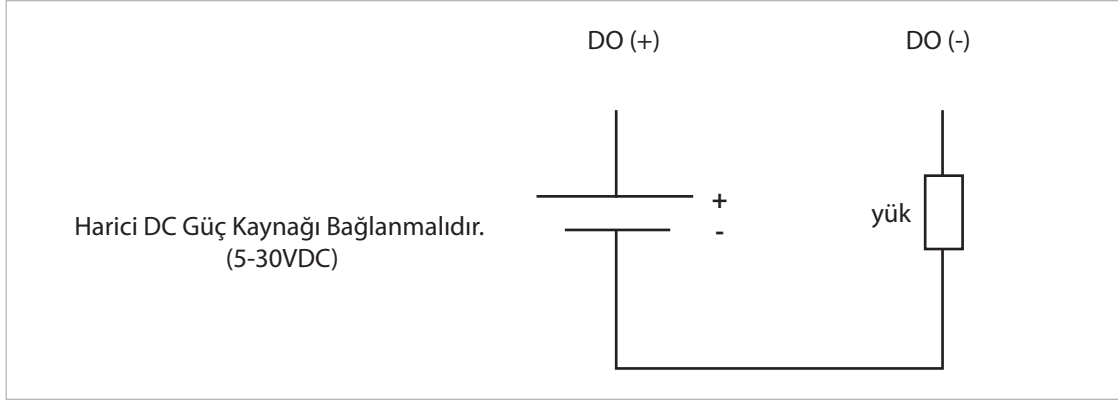 DO (+)
DO (-)
+
-
yük
Harici DC Güç Kaynağı Bağlanmalıdır.
(5-30VDC)